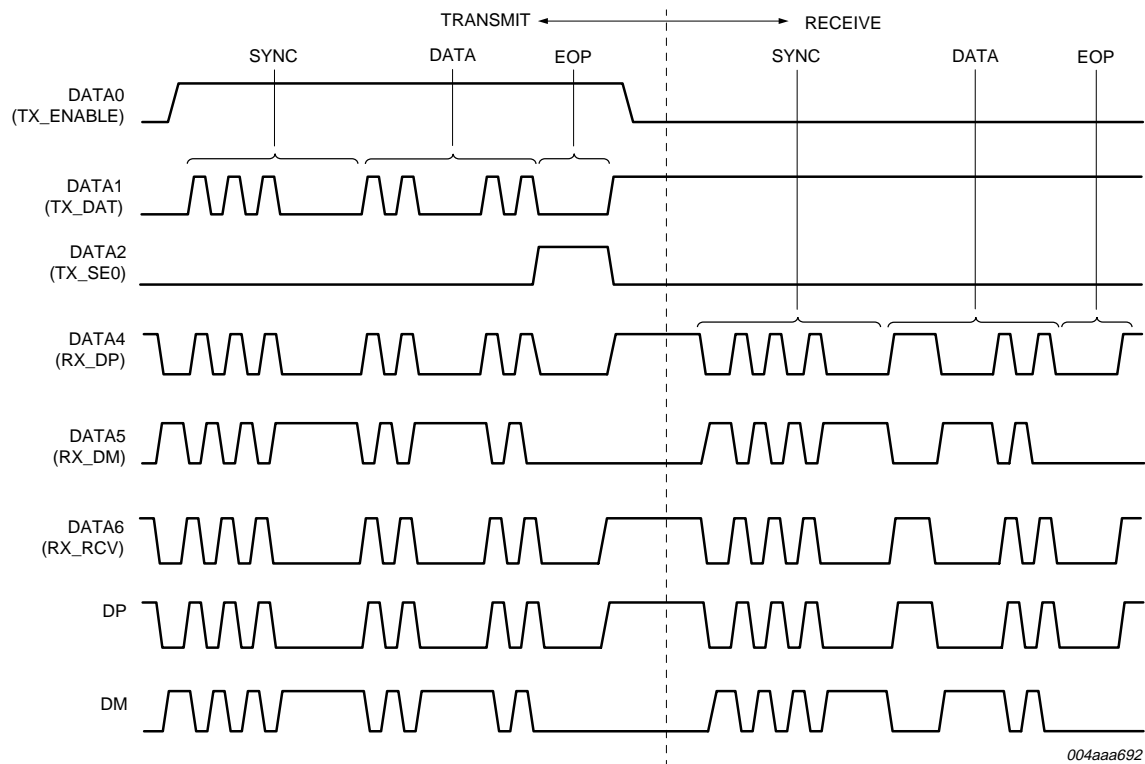 TRANSMIT
RECEIVE
SYNC
DATA
EOP
SYNC
DATA
EOP
DATA0
(TX_ENABLE)
DATA1
(TX_DAT)
DATA2
(TX_SE0)
DATA4
(RX_DP)
DATA5
(RX_DM)
DATA6
(RX_RCV)
DP
DM
004aaa692